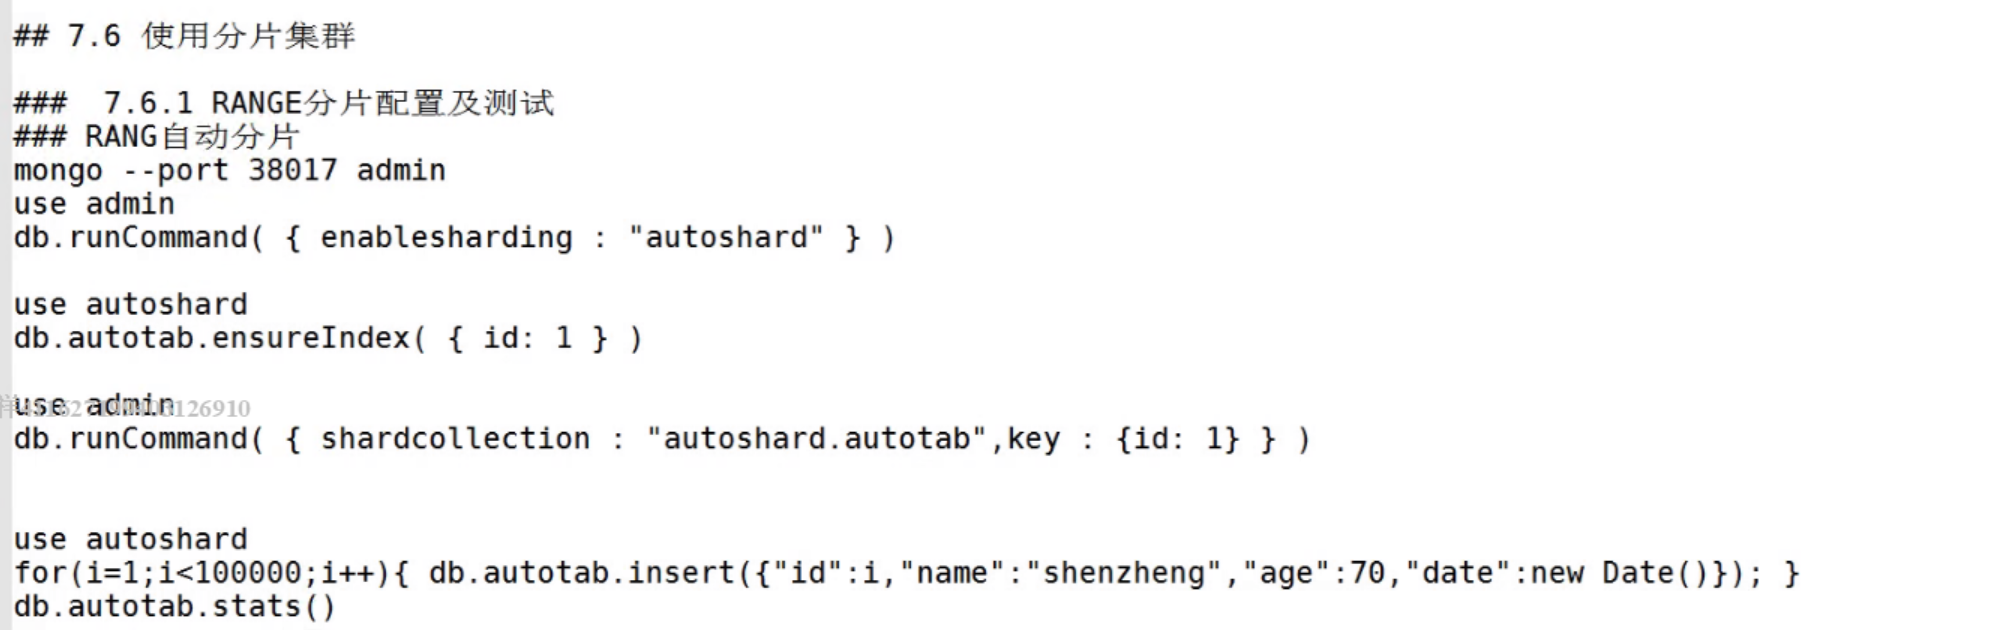 ## 7.6 使用分片集群
###  7.6.1 RANGE分片配置及测试
### RANG自动分片
mongo --port 38017 admin
use admin
db.runCommand( { enablesharding : "autoshard" } )
use autoshard
db.autotab.ensureIndex( { id: 1 } )
use admin
db.runCommand( { shardcollection : "autoshard.autotab",key : {id: 1} } )
use autoshard
for(i=1;i<100000;i++){ db.autotab.insert({"id":i,"name":"shenzheng","age":70,"date":new Date()}); }
db.autotab.stats()